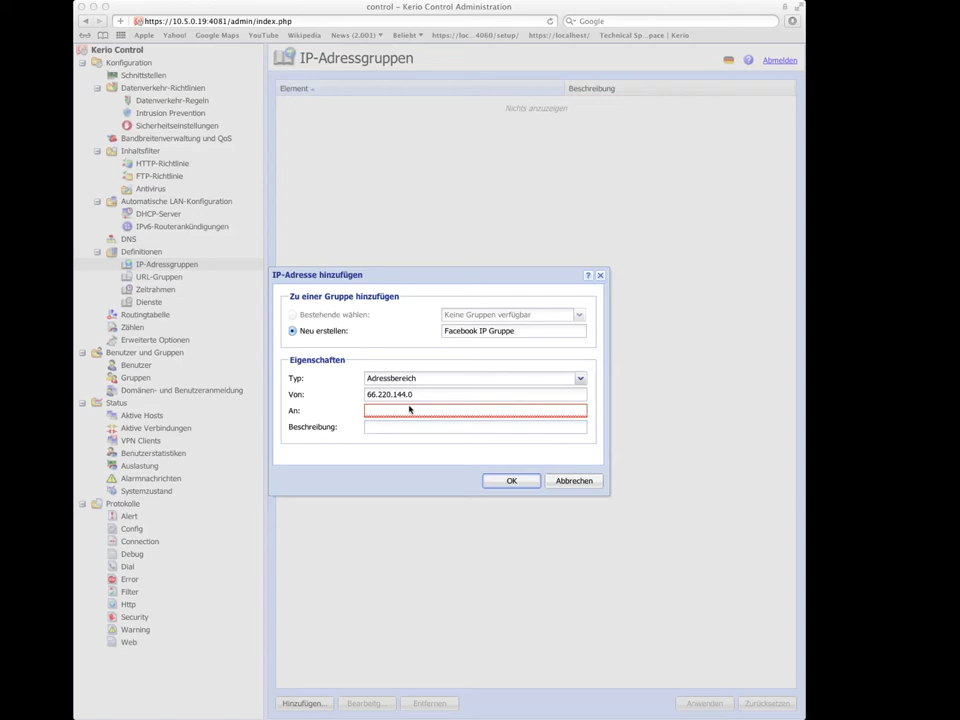 control – Kerio Control Administration
https://10.5.0.19:4081/admin/index.php
Google
Apple Yahoo! Google Maps YouTube Wikipedia News (2.001) Beliebt https://loc...4060/setup/ https://localhost/ Technical Sp...pace | Kerio
Kerio Control
Konfiguration
Schnittstellen
Datenverkehr-Richtlinien
Datenverkehr-Regeln
Intrusion Prevention
Sicherheitseinstellungen
Bandbreitenverwaltung und QoS
Inhaltsfilter
HTTP-Richtlinie
FTP-Richtlinie
Antivirus
Automatische LAN-Konfiguration
DHCP-Server
IPv6-Routerankündigungen
DNS
Definitionen
IP-Adressgruppen
URL-Gruppen
Zeitrahmen
Dienste
Routingtabelle
Zählen
Erweiterte Optionen
Benutzer und Gruppen
Benutzer
Gruppen
Domänen- und Benutzeranmeldung
Status
Aktive Hosts
Aktive Verbindungen
VPN Clients
Benutzerstatistiken
Auslastung
Alarmnachrichten
Systemzustand
Protokolle
Alert
Config
Connection
Debug
Dial
Error
Filter
Http
Security
Warning
Web
IP-Adressgruppen
Abmelden
Element Beschreibung
Nichts anzuzeigen
IP-Adresse hinzufügen
Zu einer Gruppe hinzufügen
Bestehende wählen: Keine Gruppen verfügbar
Neu erstellen: Facebook IP Gruppe
Eigenschaften
Typ: Adressbereich
Von: 66.220.144.0
An:
Beschreibung:
OK Abbrechen
Hinzufügen... Bearbeitg... Entfernen Anwenden Zurücksetzen